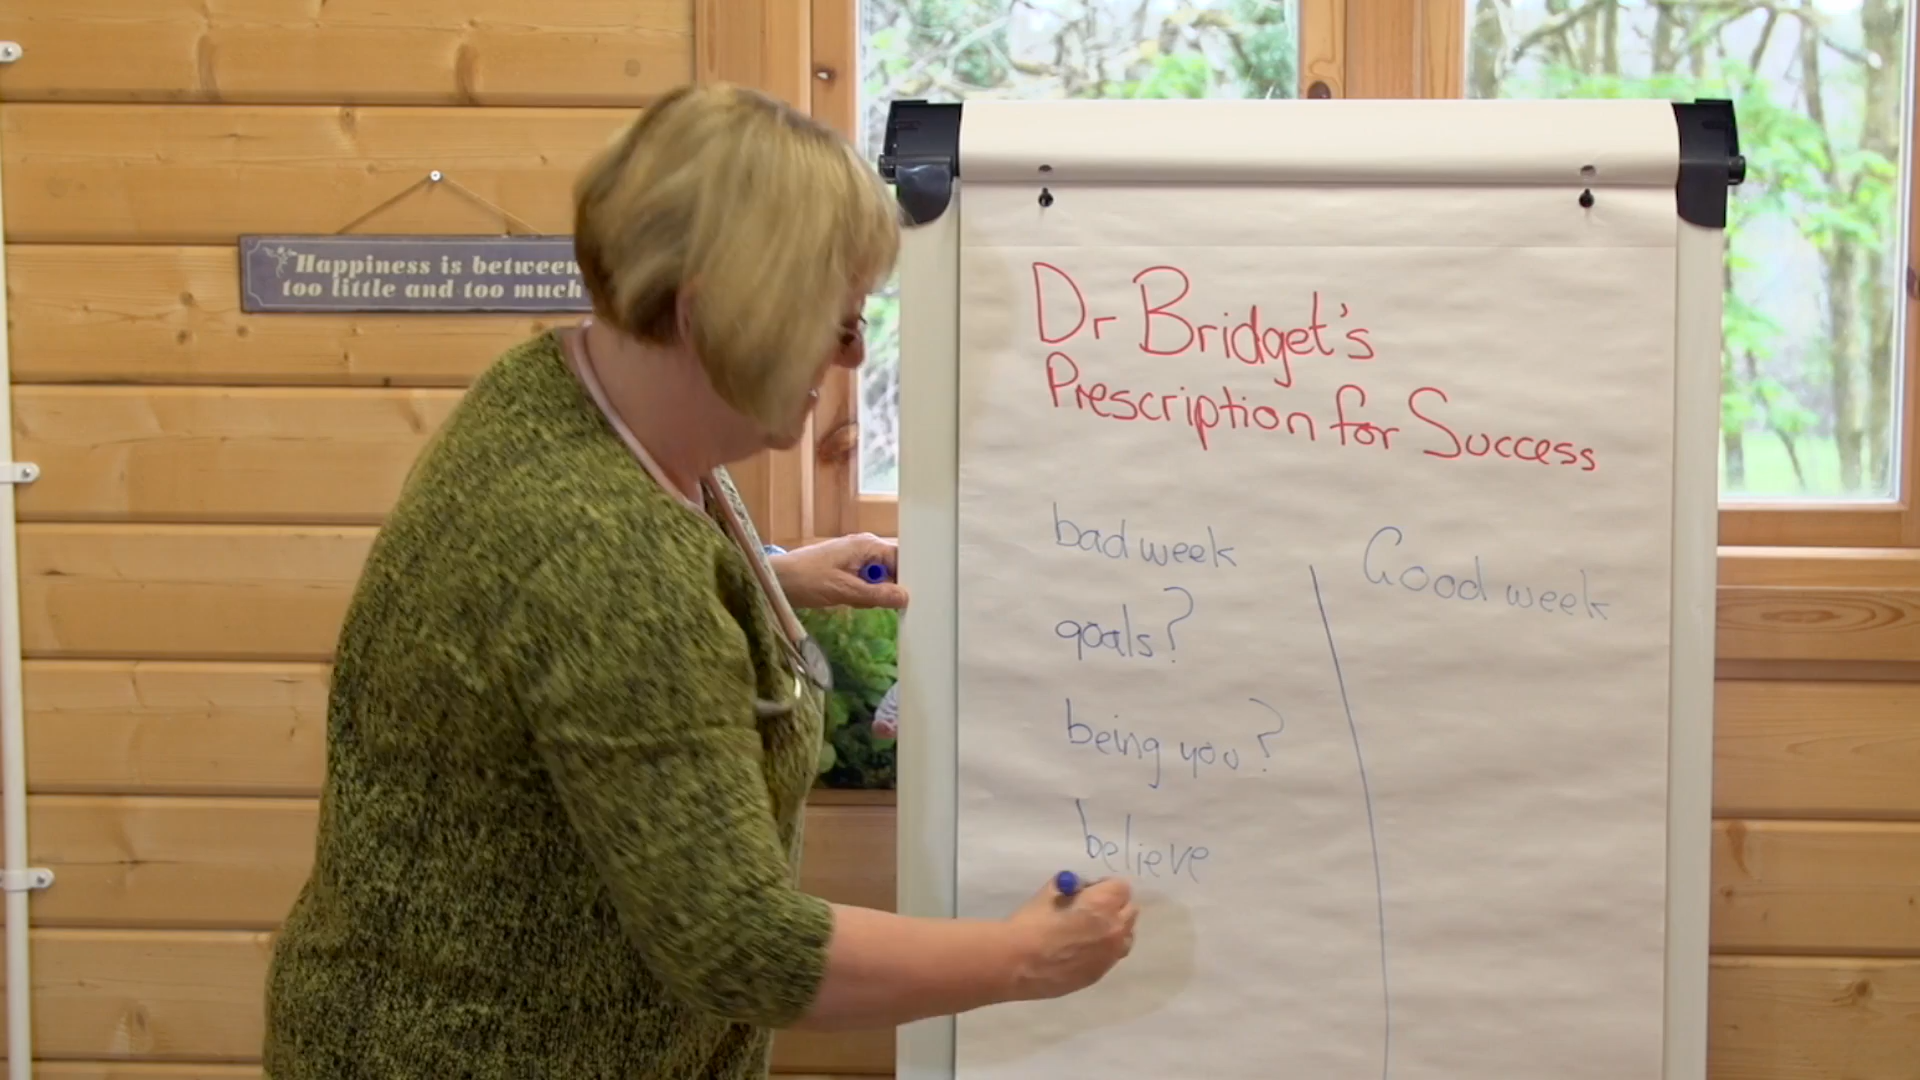 "Happiness is between
too little and too much
Dr Bridget's
Prescription for Success
bad week
Good week
goals?
being you?
believe